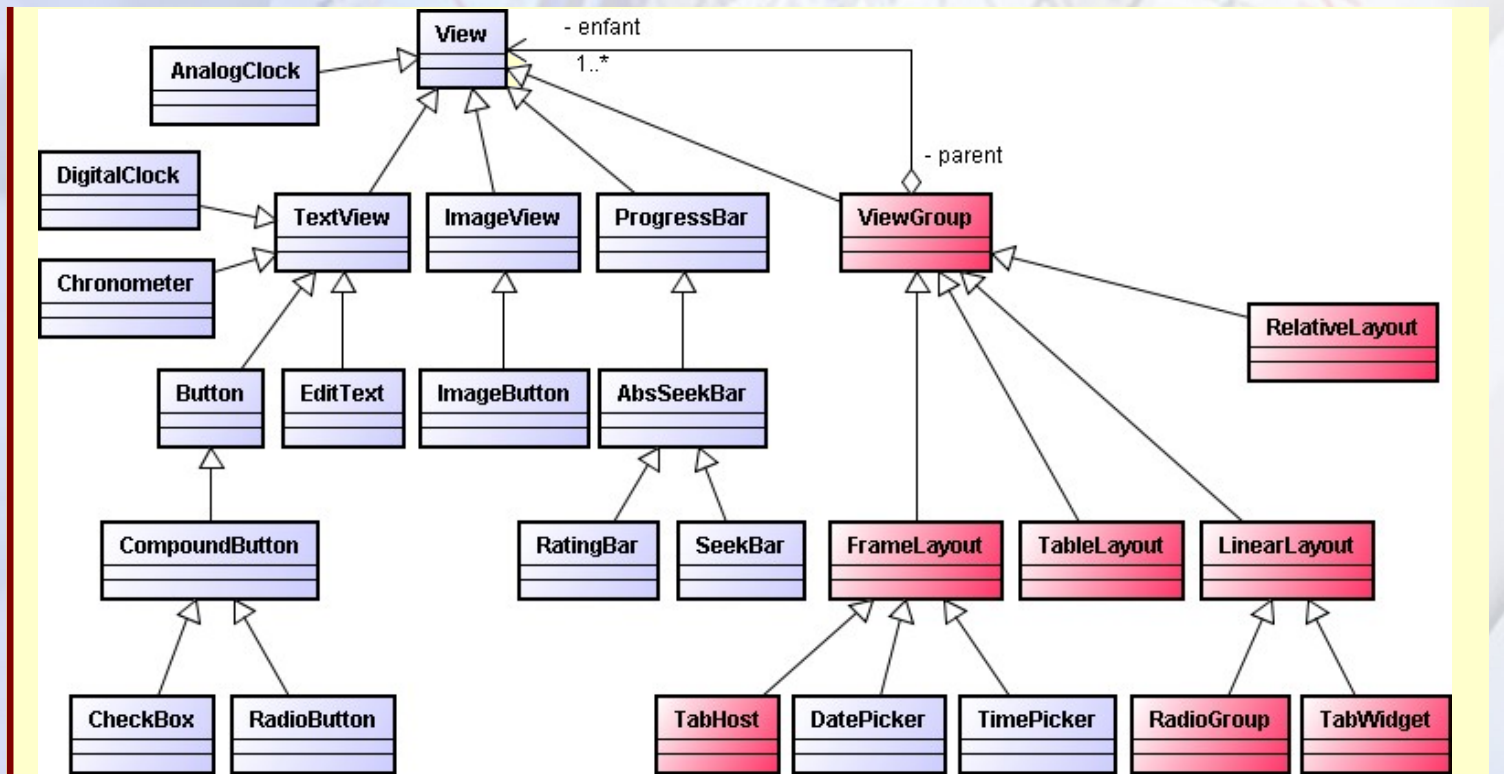 View
- enfant
1..*
AnalogClock
- parent
DigitalClock
TextView
ImageView
ProgressBar
ViewGroup
Chronometer
RelativeLayout
Button
EditText
ImageButton
AbsSeekBar
CompoundButton
RatingBar
SeekBar
FrameLayout
TableLayout
LinearLayout
CheckBox
RadioButton
TabHost
DatePicker
TimePicker
RadioGroup
TabWidget